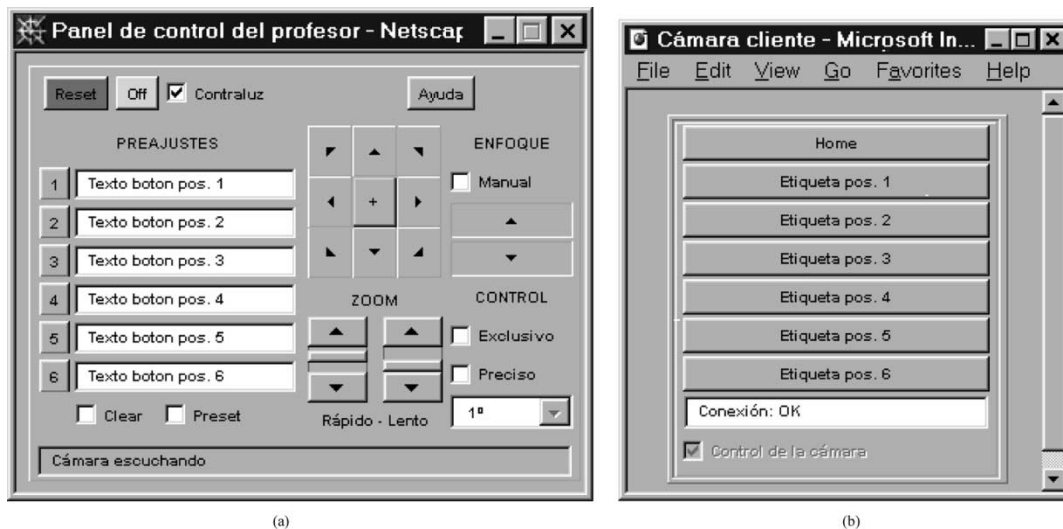 Panel de control del profesor - Netscap
Reset Off Contraluz Ayuda
PREAJUSTES
1 Texto boton pos. 1
2 Texto boton pos. 2
3 Texto boton pos. 3
4 Texto boton pos. 4
5 Texto boton pos. 5
6 Texto boton pos. 6
Clear Preset
+
ZOOM
Rápido - Lento
ENFOQUE
Manual
CONTROL
Exclusivo
Preciso
1º
Cámara escuchando
(a)
Cámara cliente - Microsoft In...
File Edit View Go Favorites Help
Home
Etiqueta pos. 1
Etiqueta pos. 2
Etiqueta pos. 3
Etiqueta pos. 4
Etiqueta pos. 5
Etiqueta pos. 6
Conexión: OK
Control de la cámara
(b)